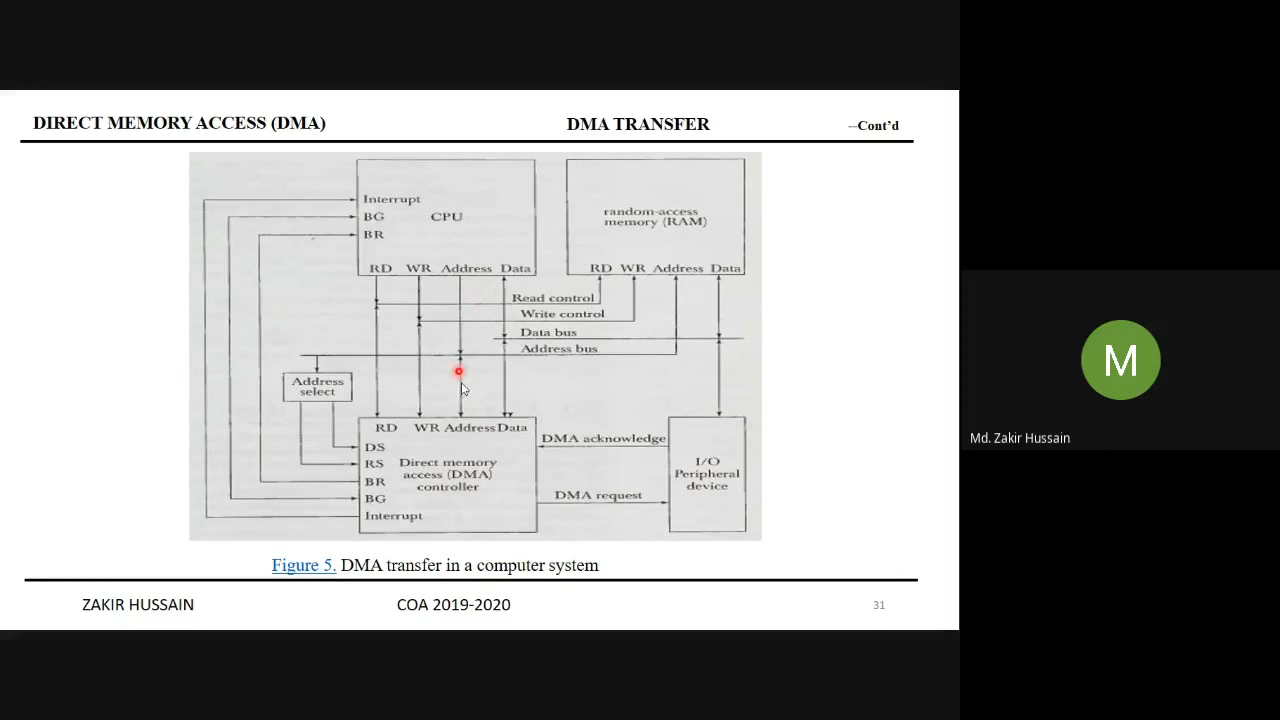 DIRECT MEMORY ACCESS (DMA)
DMA TRANSFER
--Cont'd
Interrupt
BG
CPU
BR
RD WR Address Data
random-access
memory (RAM)
RD WR Address Data
Read control
Write control
Data bus
Address bus
Address
select
RD WR Address Data
DS
RS
BR
BG
Interrupt
Direct memory
access (DMA)
controller
DMA acknowledge
DMA request
I/O
Peripheral
device
Figure 5. DMA transfer in a computer system
ZAKIR HUSSAIN
COA 2019-2020
31
M
Md. Zakir Hussain